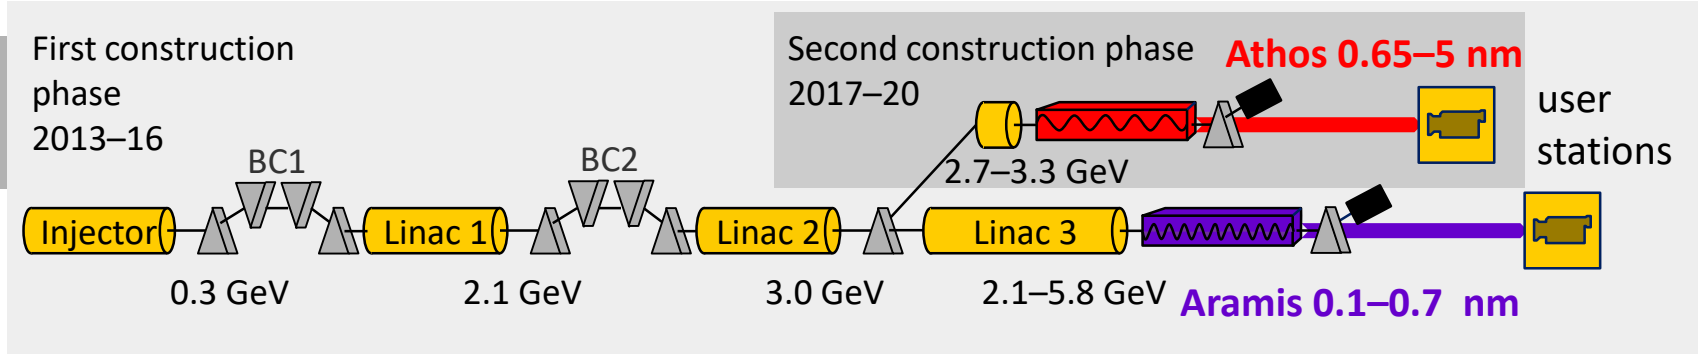 First construction
phase
2013–16
Second construction phase
2017–20
Athos 0.65–5 nm
user
stations
BC1
BC2
2.7–3.3 GeV
Injector
Linac 1
Linac 2
Linac 3
0.3 GeV
2.1 GeV
3.0 GeV
2.1–5.8 GeV
Aramis 0.1–0.7 nm